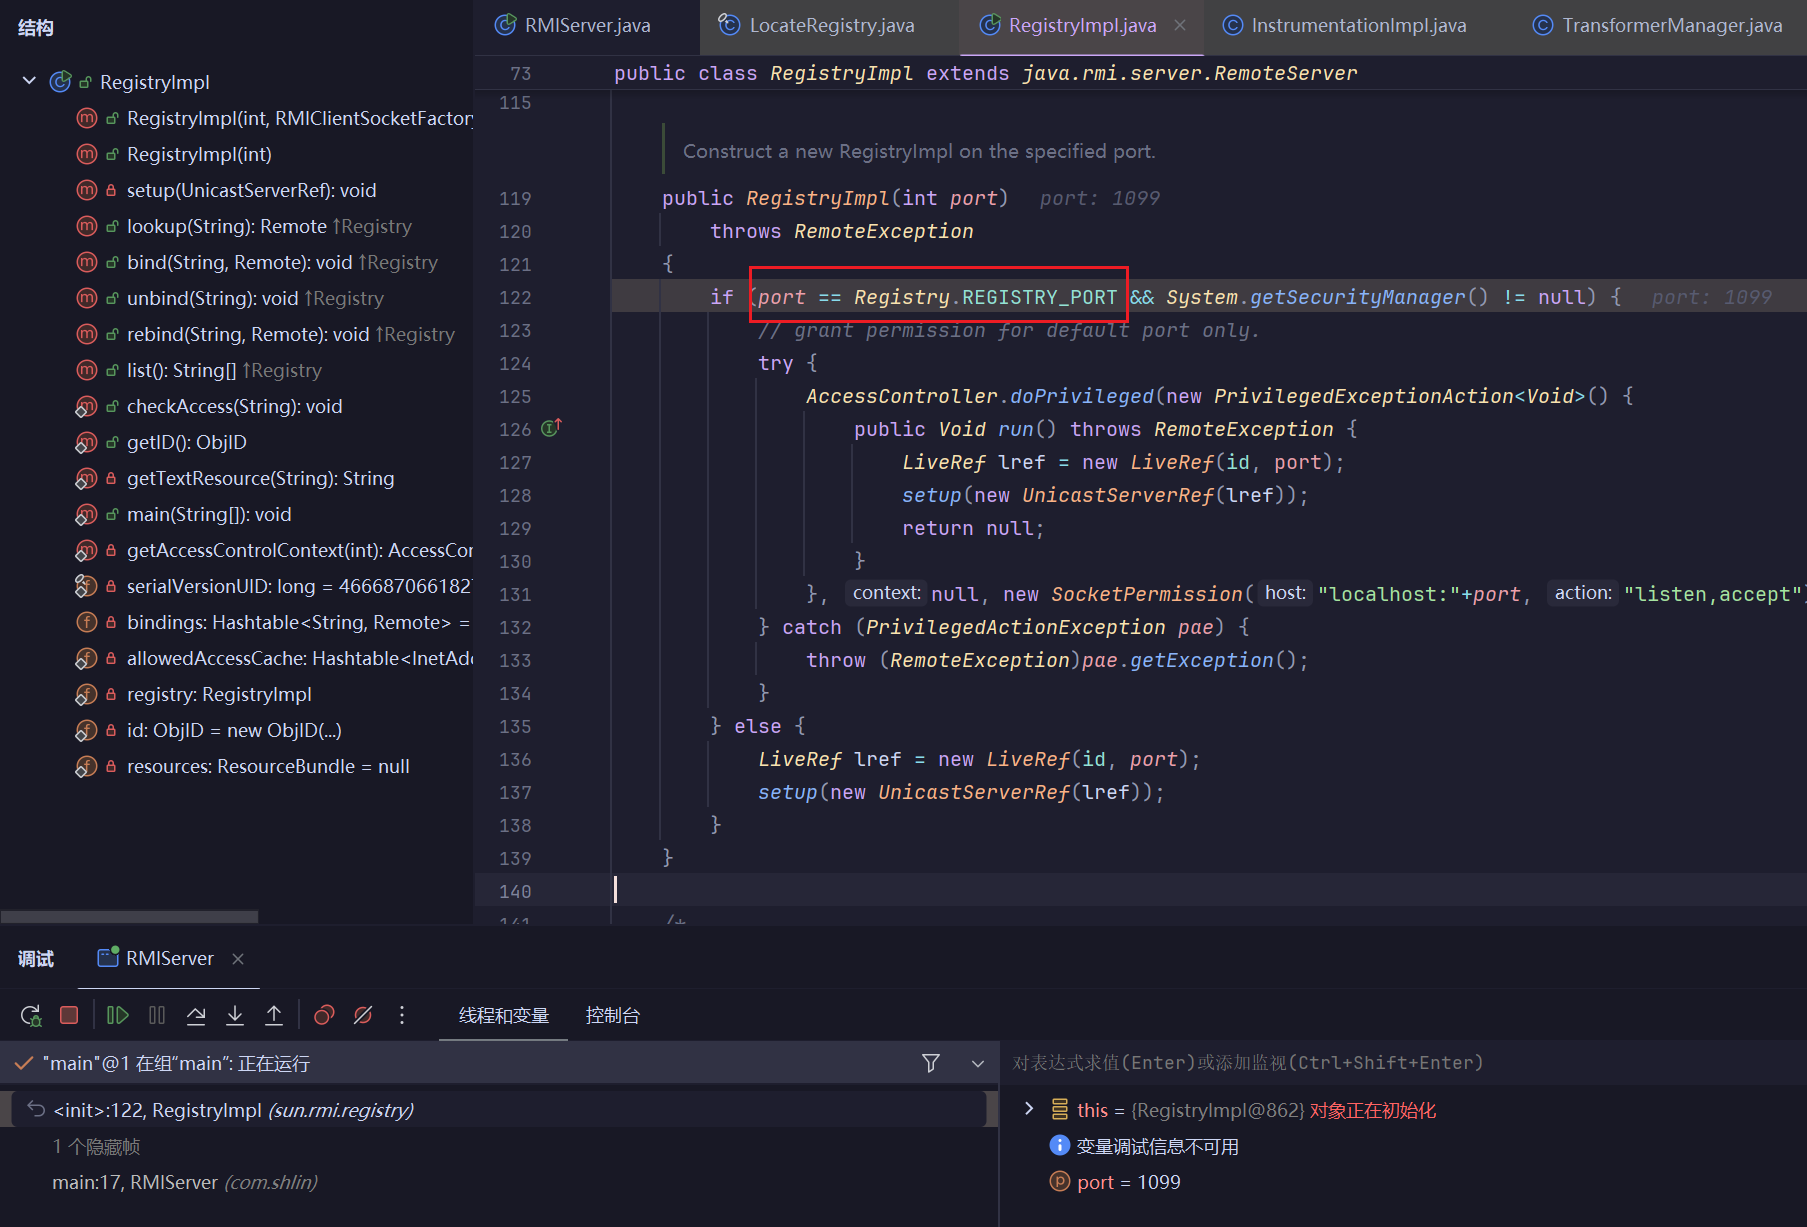 结构
RegistryImpl
RegistryImpl(int, RMIClientSocketFactory
RegistryImpl(int)
setup(UnicastServerRef): void
lookup(String): Remote ↑Registry
bind(String, Remote): void ↑Registry
unbind(String): void ↑Registry
rebind(String, Remote): void ↑Registry
list(): String[] ↑Registry
checkAccess(String): void
getID(): ObjID
getTextResource(String): String
main(String[]): void
getAccessControlContext(int): AccessCon
serialVersionUID: long = 466687066182
bindings: Hashtable<String, Remote> =
allowedAccessCache: Hashtable<InetAdd
registry: RegistryImpl
id: ObjID = new ObjID(...)
resources: ResourceBundle = null
RMIServer.java
LocateRegistry.java
RegistryImpl.java
InstrumentationImpl.java
TransformerManager.java
73 public class RegistryImpl extends java.rmi.server.RemoteServer
115
Construct a new RegistryImpl on the specified port.
119 public RegistryImpl(int port) port: 1099
120 throws RemoteException
121 {
122 if (port == Registry.REGISTRY_PORT && System.getSecurityManager() != null) { port: 1099
123 // grant permission for default port only.
124 try {
125 AccessController.doPrivileged(new PrivilegedExceptionAction<Void>() {
126 public Void run() throws RemoteException {
127 LiveRef lref = new LiveRef(id, port);
128 setup(new UnicastServerRef(lref));
129 return null;
130 }
131 }, context: null, new SocketPermission( host: "localhost:"+port, action: "listen,accept")
132 } catch (PrivilegedActionException pae) {
133 throw (RemoteException)pae.getException();
134 }
135 } else {
136 LiveRef lref = new LiveRef(id, port);
137 setup(new UnicastServerRef(lref));
138 }
139 }
140
141 /*
调试
RMIServer
线程和变量
控制台
"main"@1 在组“main”: 正在运行
<init>:122, RegistryImpl (sun.rmi.registry)
1 个隐藏帧
main:17, RMIServer (com.shlin)
对表达式求值(Enter)或添加监视(Ctrl+Shift+Enter)
this = {RegistryImpl@862} 对象正在初始化
变量调试信息不可用
port = 1099